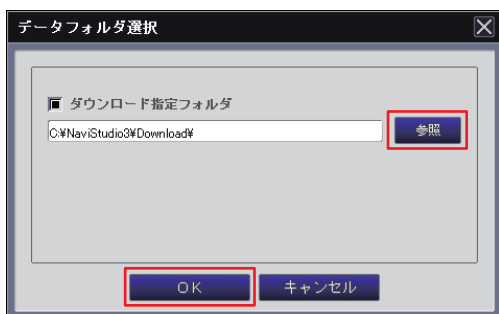 データフォルダ選択
ダウンロード指定フォルダ
C:¥NaviStudio3¥Download¥
参照
OK
キャンセル